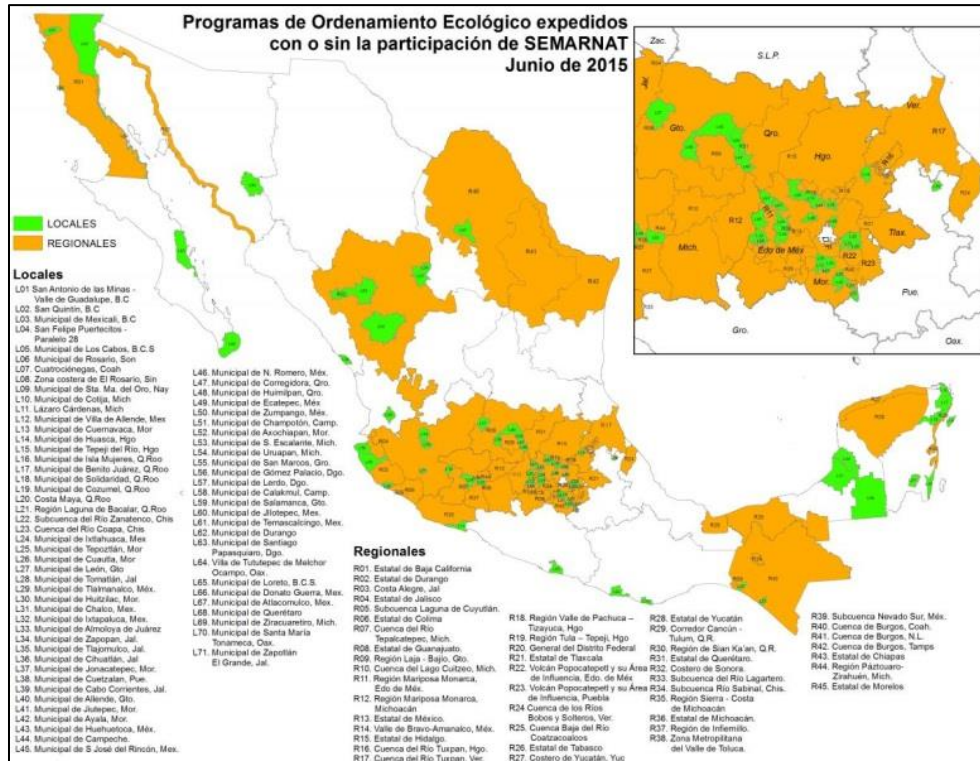 Programas de Ordenamiento Ecológico expedidos
con o sin la participación de SEMARNAT
Junio de 2015
Zac.
S.L.P.
Jal.
Gto.
Qro.
Ver.
R17
Hgo.
R12
R11
Mich.
Edo de Méx
D.F.
Tlax.
R22
R23
Mor.
Pue.
Gro.
Oax.
LOCALES
REGIONALES
Locales
L01 San Antonio de las Minas -
Valle de Guadalupe, B.C
L02. San Quintín, B.C
L03. Municipal de Mexicali, B.C
L04. San Felipe Puertecitos -
Paralelo 28
L05. Municipal de Los Cabos, B.C.S
L06 Municipal de Rosario, Son
L07 Cuatrociénegas, Coah
L08. Zona costera de El Rosario, Sin
L09. Municipal de Sta. Ma. del Oro, Nay
L10. Municipal de Cotija, Mich
L11. Lázaro Cárdenas, Mich
L12. Municipal de Villa de Allende, Mex
L13. Municipal de Cuernavaca, Mor
L14. Municipal de Huasca, Hgo
L15. Municipal de Tepeji del Río, Hgo
L16. Isla Mujeres, Q.Roo
L17. Municipal de Benito Juárez, Q.Roo
L18. Municipal de Solidaridad, Q.Roo
L19. Municipal de Cozumel, Q.Roo
L20. Costa Maya, Q.Roo
L21. Región Laguna de Bacalar, Q.Roo
L22. Subcuenca del Río Zanatenco, Chis
L23. Cuenca del Río Coapa, Chis
L24. Municipal de Ixtlahuaca, Mex
L25. Municipal de Tepoztlán, Mor
L26. Municipal de Cuautla, Mor
L27. Municipal de León, Gto
L28. Municipal de Tomatlán, Jal
L29. Municipal de Tlalmanalco, Méx.
L30. Municipal de Huitzilac, Mor.
L31. Municipal de Chalco, Mex.
L32. Municipal de Ixtapaluca, Mex.
L33. Municipal de Almoloya de Juárez
L34. Municipal de Zapopan, Jal.
L35. Municipal de Tlajomulco, Jal.
L36. Municipal de Cihuatlán, Jal
L37. Municipal de Jonacatepec, Mor.
L38. Municipal de Cuetzalan, Pue.
L39. Municipal de Cabo Corrientes, Jal.
L40. Municipal de Allende, Gto.
L41. Municipal de Jiutepec, Mor.
L42. Municipal de Ayala, Mor.
L43. Municipal de Huehuetoca, Méx.
L44. Municipal de Campeche.
L45. Municipal de S José del Rincón, Mex.
L46. Municipal de N. Romero, Méx.
L47. Municipal de Corregidora, Qro.
L48. Municipal de Huimilpan, Qro.
L49. Municipal de Ecatepec, Méx
L50. Municipal de Zumpango, Méx.
L51. Municipal de Champotón, Camp.
L52. Municipal de Axochiapan, Mor.
L53. Municipal de S. Escalante, Mich.
L54. Municipal de Uruapan, Mich.
L55. Municipal de San Marcos, Gro.
L56. Municipal de Gómez Palacio, Dgo.
L57. Municipal de Lerdo, Dgo.
L58. Municipal de Calakmul, Camp.
L59. Municipal de Salamanca, Gto.
L60. Municipal de Jilotepec, Mex.
L61. Municipal de Temascalcingo, Mex.
L62. Municipal de Durango
L63. Municipal de Santiago
Papasquiaro, Dgo.
L64. Villa de Tututepec de Melchor
Ocampo, Oax.
L65. Municipal de Loreto, B.C.S.
L66. Municipal de Donato Guerra, Mex.
L67. Municipal de Atlacomulco, Mex.
L68. Municipal de Querétaro
L69. Municipal de Ziracuaretiro, Mich.
L70. Municipal de Santa María
Tonameca, Oax.
L71. Municipal de Zapotlán
El Grande, Jal.
Regionales
R01. Estatal de Baja California
R02. Estatal de Durango
R03. Costa Alegre, Jal
R04. Estatal de Jalisco
R05. Subcuenca Laguna de Cuyutlán.
R06. Estatal de Colima
R07 Cuenca del Río
Tepalcatepec, Mich.
R08. Estatal de Guanajuato.
R09. Región Laja - Bajío, Gto.
R10. Cuenca del Lago Cuitzeo, Mich.
R11. Región Mariposa Monarca,
Edo de Méx.
R12 Región Mariposa Monarca,
Michoacán
R13. Estatal de México.
R14. Valle de Bravo-Amanalco, Méx.
R15. Estatal de Hidalgo.
R16. Cuenca del Río Tuxpan, Hgo.
R17. Cuenca del Río Tuxpan, Ver.
R18. Región Valle de Pachuca –
Tizayuca, Hgo
R19. Región Tula – Tepeji, Hgo
R20. General del Distrito Federal
R21. Estatal de Tlaxcala
R22. Volcán Popocatepetl y su Área
de Influencia, Edo. de Méx
R23. Volcán Popocatepetl y su Área
de Influencia, Puebla
R24 Cuenca de los Ríos
Bobos y Solteros, Ver.
R25. Cuenca Baja del Río
Coatzacoalcos
R26. Estatal de Tabasco
R27. Costero de Yucatán, Yuc
R28. Estatal de Yucatán
R29. Corredor Cancún -
Tulum, Q.R.
R30. Región de Sian Ka'an, Q.R.
R31. Estatal de Querétaro.
R32. Costero de Sonora.
R33. Subcuenca del Río Lagartero.
R34. Subcuenca Río Sabinal, Chis.
R35. Región Sierra - Costa
de Michoacán
R36. Estatal de Michoacán.
R37. Región de Infiernillo.
R38. Zona Metropolitana
del Valle de Toluca.
R39. Subcuenca Nevado Sur, Méx.
R40. Cuenca de Burgos, Coah.
R41. Cuenca de Burgos, N.L.
R42. Cuenca de Burgos, Tamps
R43. Estatal de Chiapas
R44. Región Pátzcuaro-
Zirahuén, Mich.
R45. Estatal de Morelos